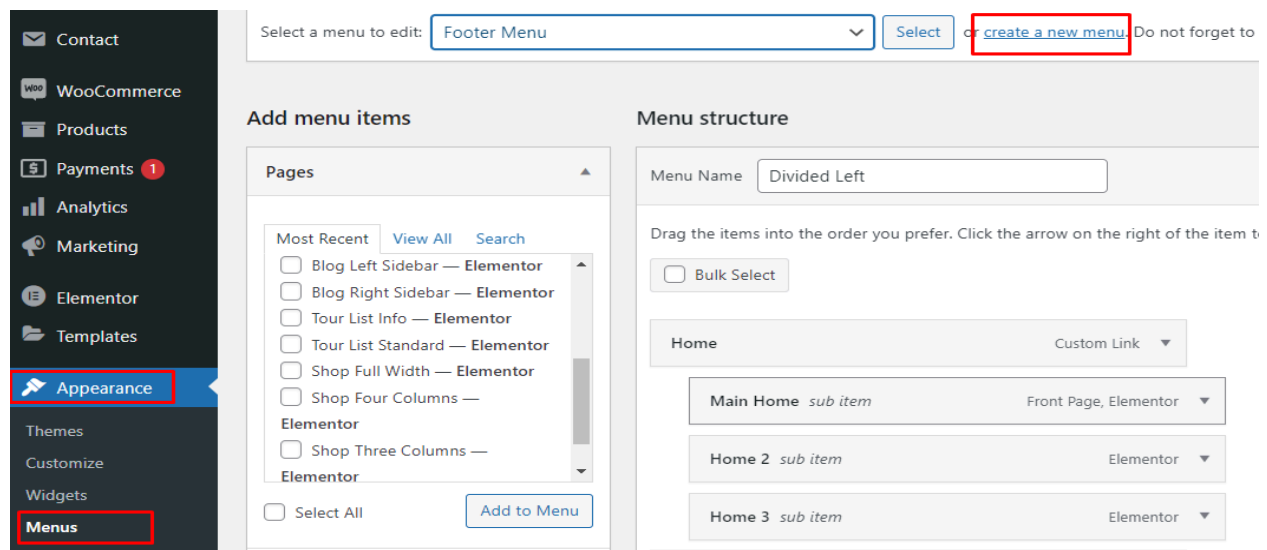 Contact
WooCommerce
Products
Payments 1
Analytics
Marketing
Elementor
Templates
Appearance
Themes
Customize
Widgets
Menus
Select a menu to edit: Footer Menu Select or create a new menu. Do not forget to
Add menu items
Pages
Most Recent View All Search
Blog Left Sidebar — Elementor
Blog Right Sidebar — Elementor
Tour List Info — Elementor
Tour List Standard — Elementor
Shop Full Width — Elementor
Shop Four Columns —
Elementor
Shop Three Columns —
Elementor
Select All Add to Menu
Menu structure
Menu Name Divided Left
Drag the items into the order you prefer. Click the arrow on the right of the item
Bulk Select
Home Custom Link
Main Home sub item Front Page, Elementor
Home 2 sub item Elementor
Home 3 sub item Elementor